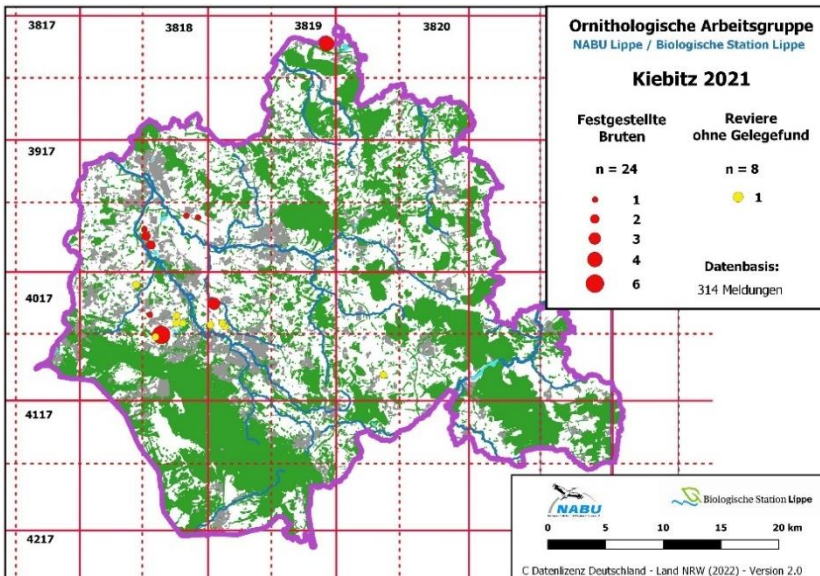 3817
3818
3819
3820
3917
4017
4117
4217
Ornithologische Arbeitsgruppe
NABU Lippe / Biologische Station Lippe
Kiebitz 2021
Festgestellte
Bruten
n = 24
1
2
3
4
6
Reviere
ohne Gelegefund
n = 8
1
Datenbasis:
314 Meldungen
NABU
Biologische Station Lippe
0 5 10 15 20 km
C Datenlizenz Deutschland - Land NRW (2022) - Version 2.0